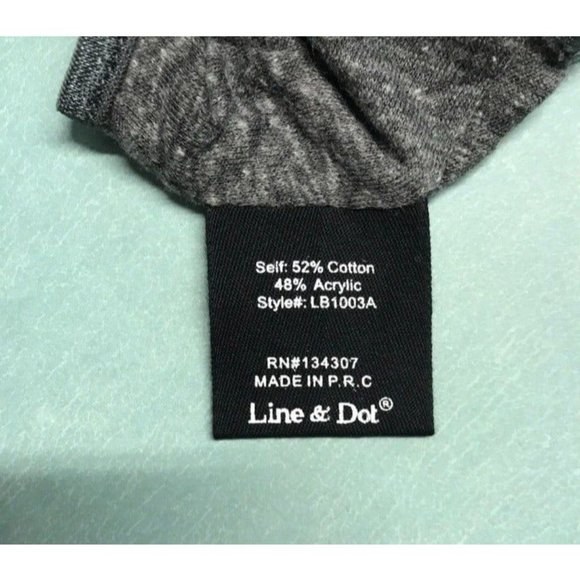 Self: 52% Cotton
48% Acrylic
Style#: LB1003A
RN#134307
MADE IN P.R.C
Line & Dot®